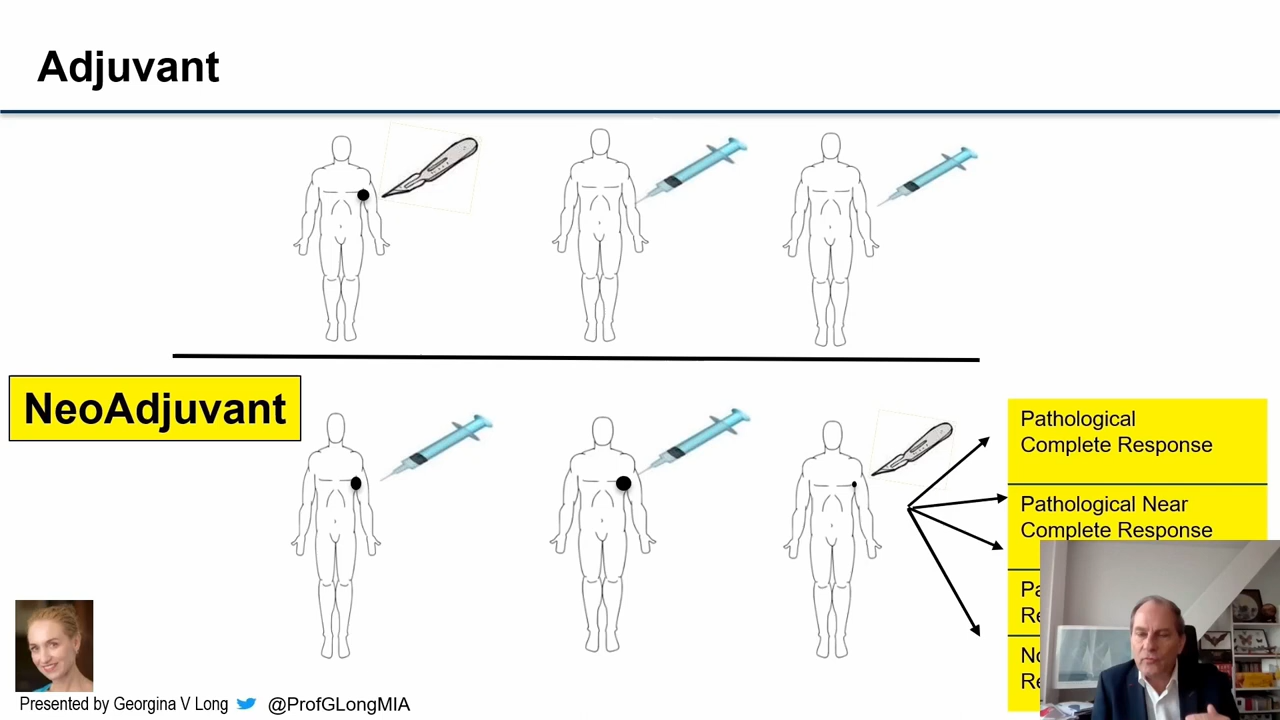 Adjuvant
NeoAdjuvant
Pathological
Complete Response
Pathological Near
Complete Response
Presented by Georgina V Long
@ProfGLongMIA